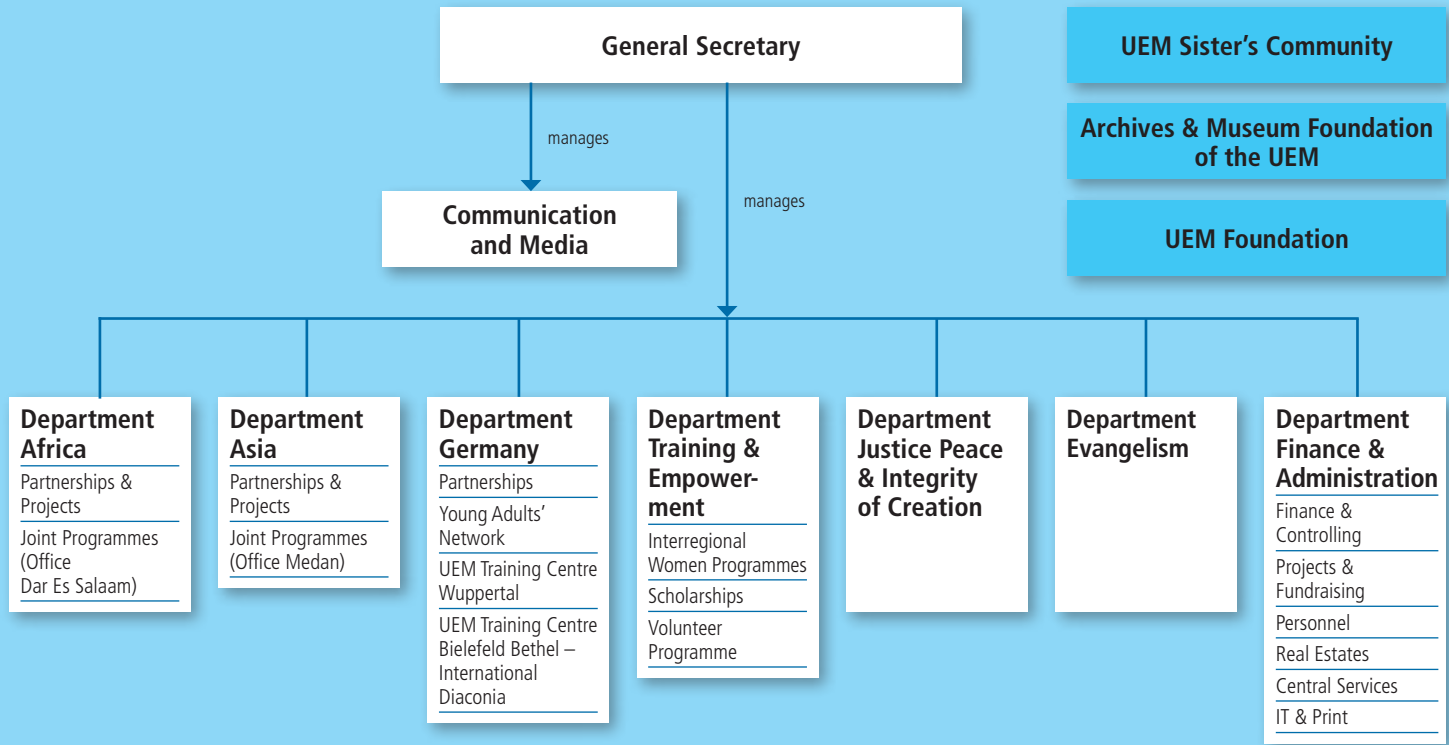 General Secretary
UEM Sister's Community
Archives & Museum Foundation
of the UEM
UEM Foundation
manages
Communication
and Media
manages
Department
Africa
Partnerships &
Projects
Joint Programmes
(Office
Dar Es Salaam)
Department
Asia
Partnerships &
Projects
Joint Programmes
(Office Medan)
Department
Germany
Partnerships
Young Adults'
Network
UEM Training Centre
Wuppertal
UEM Training Centre
Bielefeld Bethel –
International
Diaconia
Department
Training &
Empower-
ment
Interregional
Women Programmes
Scholarships
Volunteer
Programme
Department
Justice Peace
& Integrity
of Creation
Department
Evangelism
Department
Finance &
Administration
Finance &
Controlling
Projects &
Fundraising
Personnel
Real Estates
Central Services
IT & Print